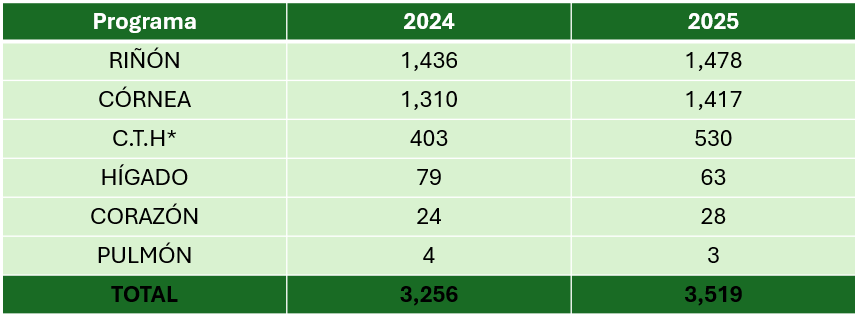 Programa 2024 2025
RIÑÓN 1,436 1,478
CÓRNEA 1,310 1,417
C.T.H* 403 530
HÍGADO 79 63
CORAZÓN 24 28
PULMÓN 4 3
TOTAL 3,256 3,519